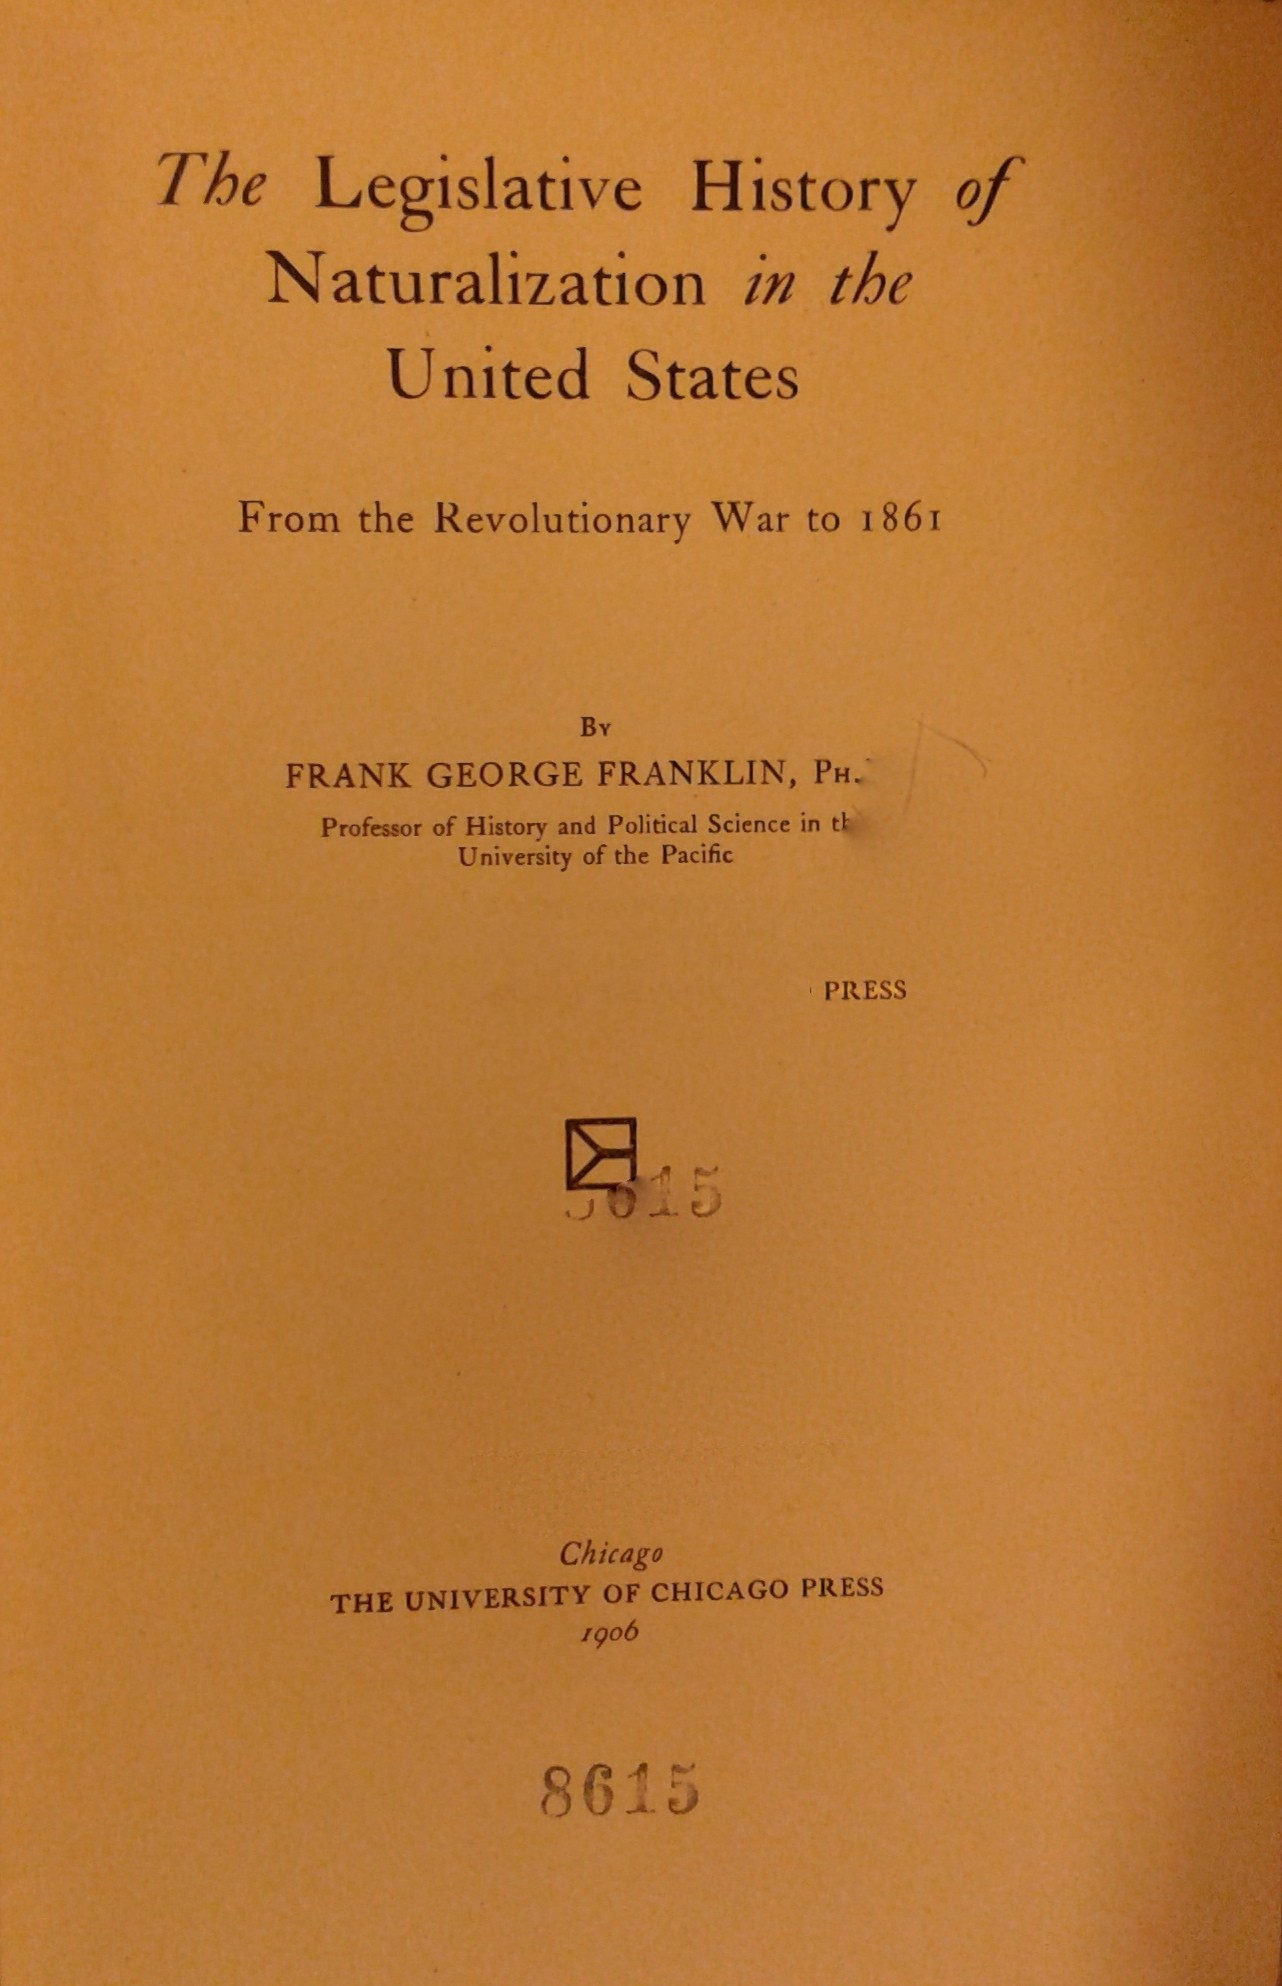 The Legislative History of
Naturalization in the
United States
From the Revolutionary War to 1861
By
FRANK GEORGE FRANKLIN, PH.
Professor of History and Political Science in
University of the Pacific
PRESS
15
Chicago
THE UNIVERSITY OF CHICAGO PRESS
1906
8615